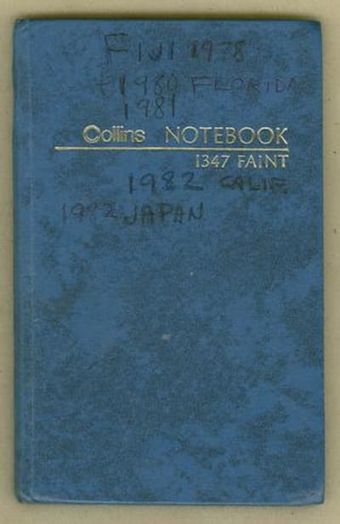 FIJI 1978
+ 1980 FLORIDA
1981
Collins NOTEBOOK
1347 FAINT
1982 CALIF
1982 JAPAN